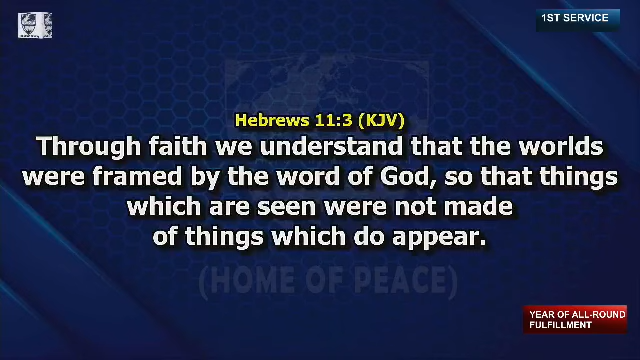 1ST SERVICE
Hebrews 11:3 (KJV)
Through faith we understand that the worlds
were framed by the word of God, so that things
which are seen were not made
of things which do appear.
(HOME OF PEACE)
YEAR OF ALL-ROUND
FULFILLMENT